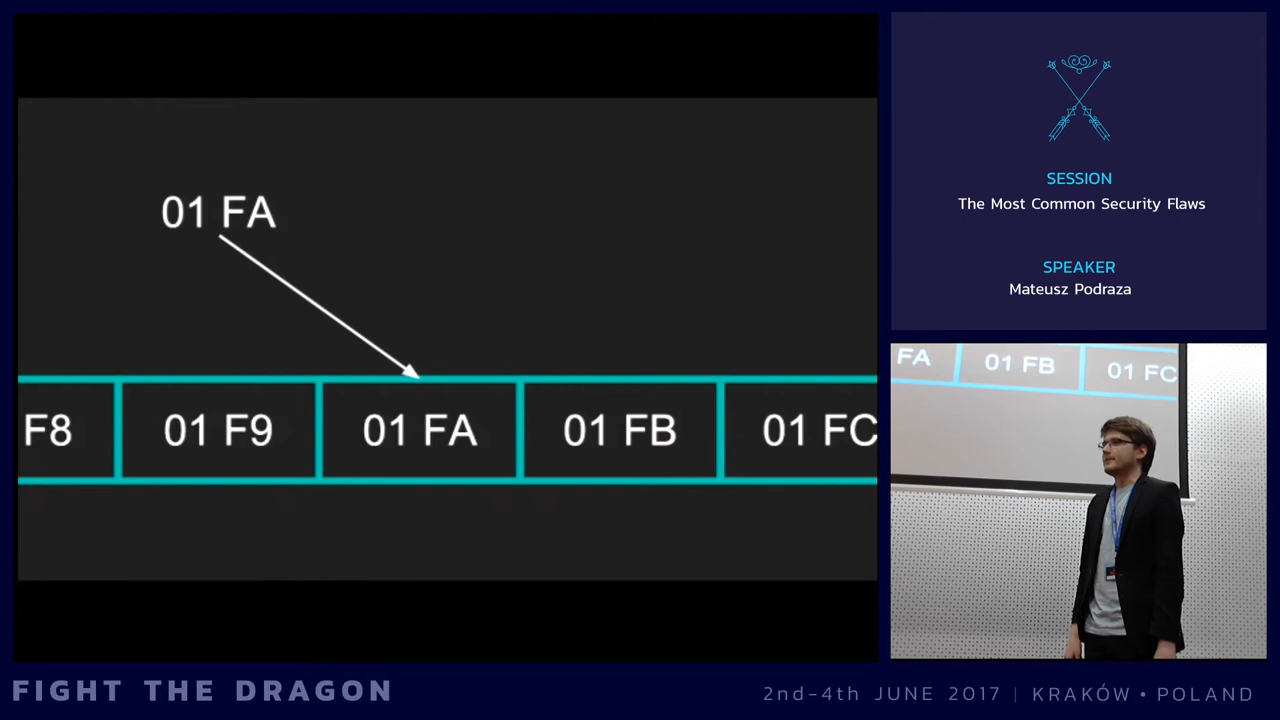 01 FA
F8
01 F9
01 FA
01 FB
01 FC
SESSION
The Most Common Security Flaws
SPEAKER
Mateusz Podraza
FA
01 FB
01 FC
FIGHT THE DRAGON
2nd-4th JUNE 2017 | KRAKÓW • POLAND